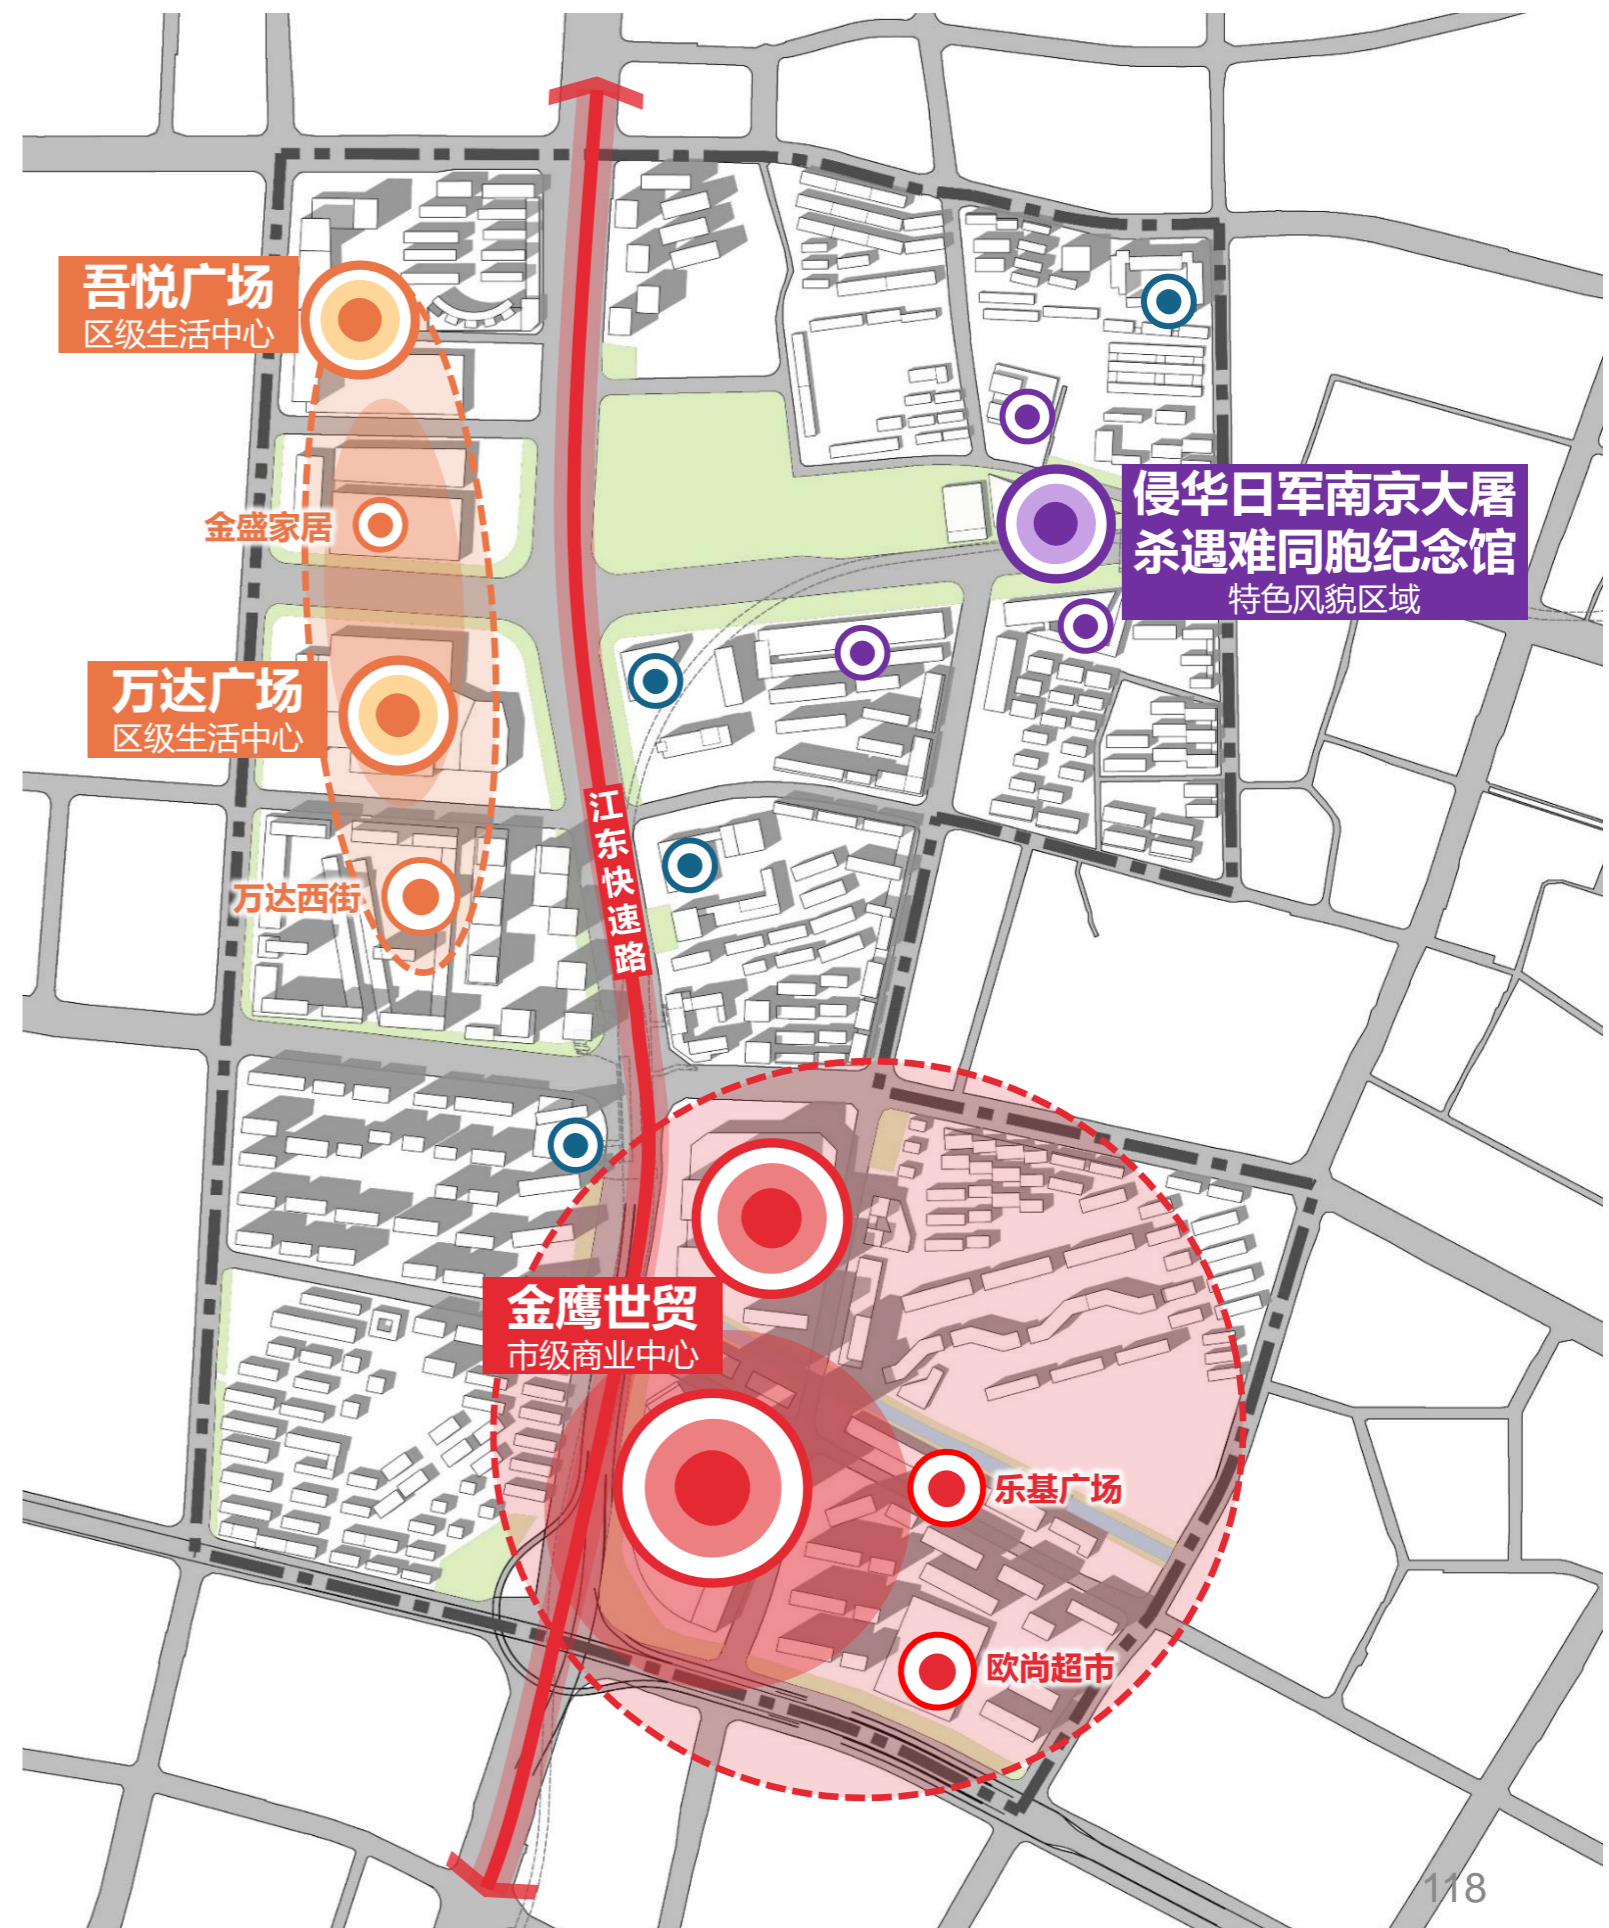 吾悦广场
区级生活中心
侵华日军南京大屠
杀遇难同胞纪念馆
特色风貌区域
金盛家居
万达广场
区级生活中心
江东快速路
万达西街
金鹰世贸
市级商业中心
乐基广场
欧尚超市
118